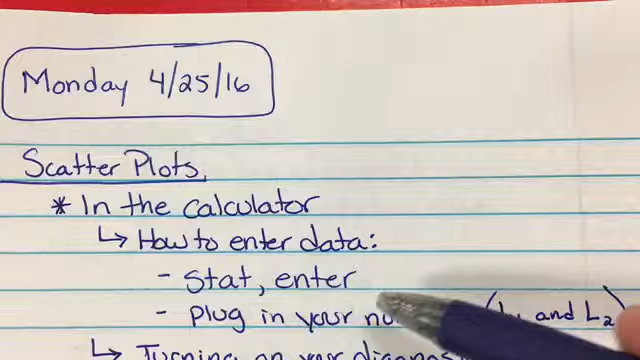 Monday 4/25/16
Scatter Plots
* In the calculator
↳ How to enter data:
- Stat, enter
- Plug in your (L1 and L2)
↳ Turning on your